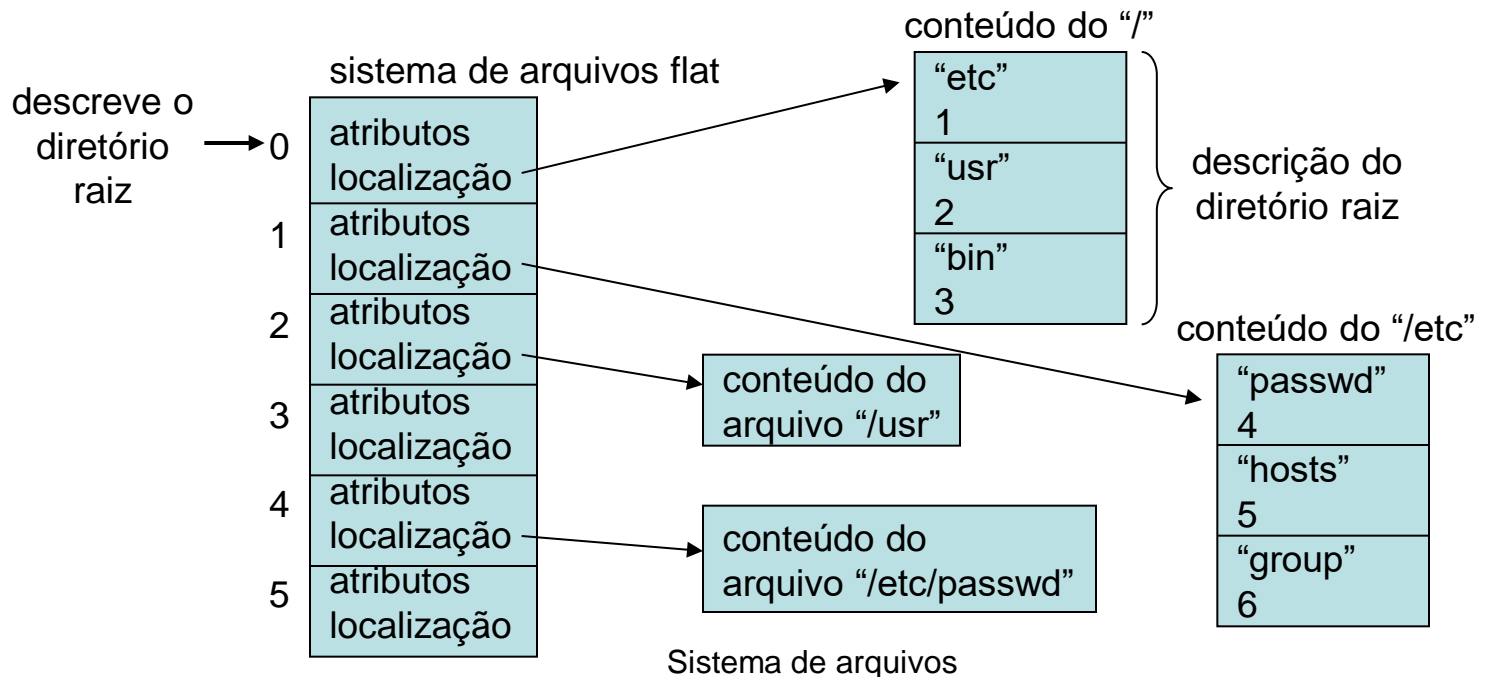 conteúdo do “/”
sistema de arquivos flat
descreve o
diretório
raiz
0
atributos
localização
1
atributos
localização
2
atributos
localização
3
atributos
localização
4
atributos
localização
5
atributos
localização
“etc”
1
“usr”
2
“bin”
3
descrição do
diretório raiz
conteúdo do
arquivo “/usr”
conteúdo do “/etc”
“passwd”
4
“hosts”
5
“group”
6
conteúdo do
arquivo “/etc/passwd”
Sistema de arquivos